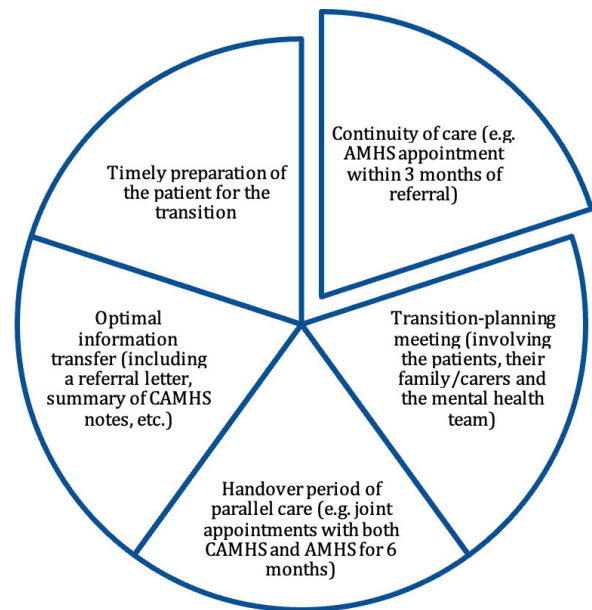 Continuity of care (e.g.
AMHS appointment
within 3 months of
referral)
Transition-planning
meeting (involving
the patients, their
family/carers and
the mental health
team)
Handover period of
parallel care (e.g. joint
appointments with both
CAMHS and AMHS for 6
months)
Optimal
information
transfer (including
a referral letter,
summary of CAMHS
notes, etc.)
Timely preparation of
the patient for the
transition